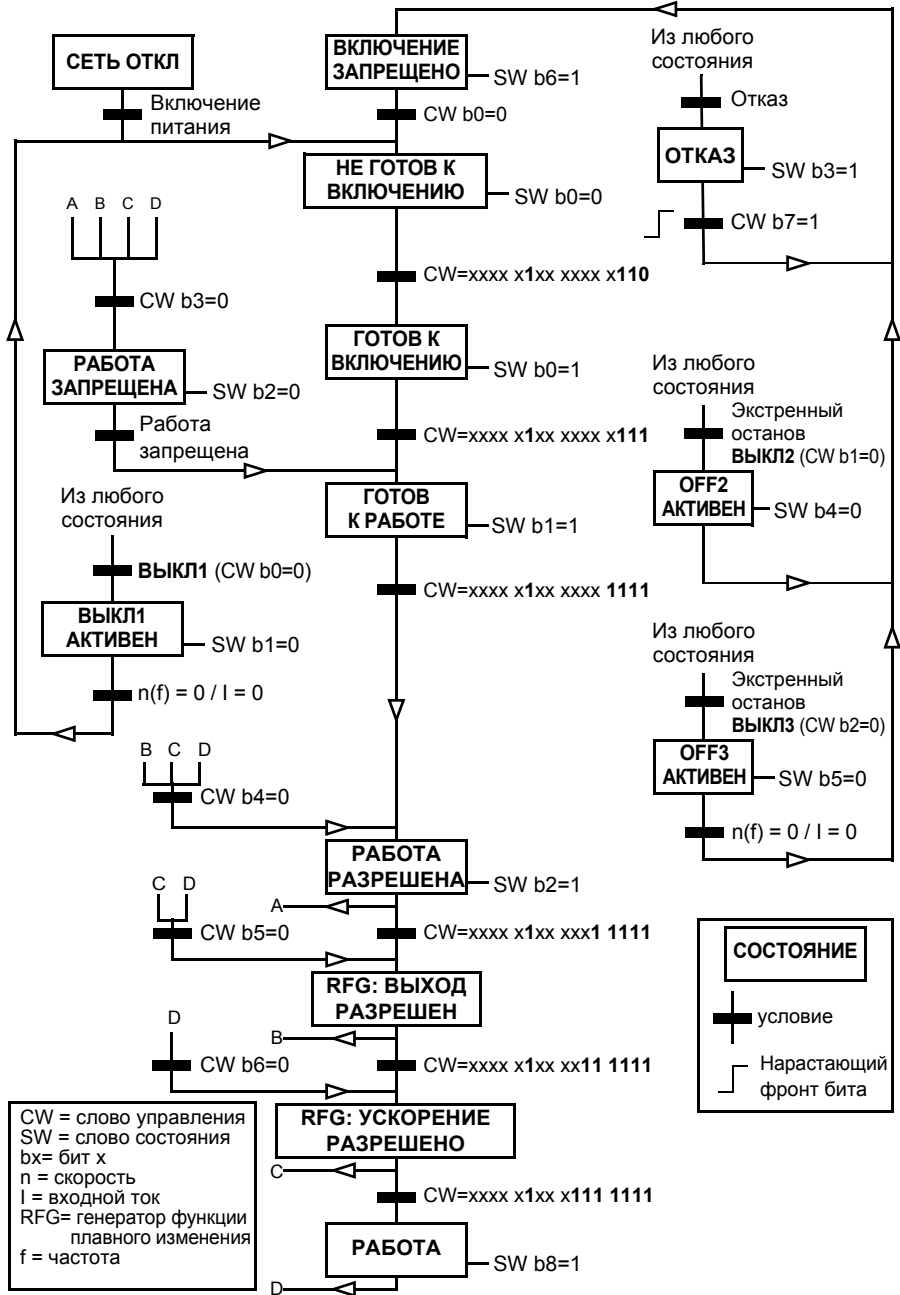 СЕТЬ ОТКЛ
Включение
питания
ВКЛЮЧЕНИЕ
ЗАПРЕЩЕНО
SW b6=1
CW b0=0
НЕ ГОТОВ К
ВКЛЮЧЕНИЮ
SW b0=0
Из любого
состояния
Отказ
ОТКАЗ
SW b3=1
CW b7=1
A B C D
CW b3=0
РАБОТА
ЗАПРЕЩЕНА
SW b2=0
Работа
запрещена
CW=xxxx x1xx xxxx x110
ГОТОВ К
ВКЛЮЧЕНИЮ
SW b0=1
CW=xxxx x1xx xxxx x111
ГОТОВ
К РАБОТЕ
SW b1=1
CW=xxxx x1xx xxxx 1111
Из любого
состояния
Экстренный
останов
ВЫКЛ2 (CW b1=0)
OFF2
АКТИВЕН
SW b4=0
Из любого
состояния
ВЫКЛ1 (CW b0=0)
ВЫКЛ1
АКТИВЕН
SW b1=0
n(f) = 0 / I = 0
Из любого
состояния
Экстренный
останов
ВЫКЛ3 (CW b2=0)
OFF3
АКТИВЕН
SW b5=0
n(f) = 0 / I = 0
B C D
CW b4=0
РАБОТА
РАЗРЕШЕНА
SW b2=1
A
C D
CW b5=0
CW=xxxx x1xx xxx1 1111
RFG: ВЫХОД
РАЗРЕШЕН
B
D
CW b6=0
CW=xxxx x1xx xx11 1111
RFG: УСКОРЕНИЕ
РАЗРЕШЕНО
C
CW=xxxx x1xx x111 1111
РАБОТА
SW b8=1
D
СОСТОЯНИЕ
условие
Нарастающий
фронт бита
CW = слово управления
SW = слово состояния
bx= бит x
n = скорость
I = входной ток
RFG= генератор функции
плавного изменения
f = частота